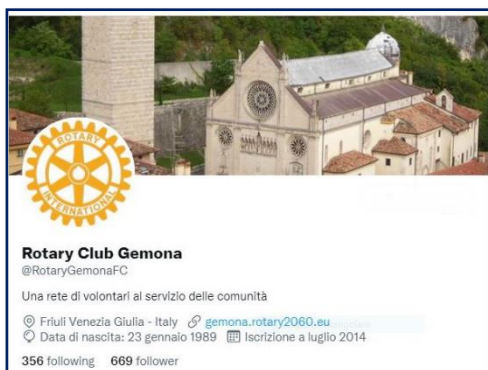 ROTARY
INTERNATIONAL
Rotary Club Gemona
@RotaryGemonaFC
Una rete di volontari al servizio delle comunità
Friuli Venezia Giulia - Italy gemona.rotary2060.eu
Data di nascita: 23 gennaio 1989 Iscrizione a luglio 2014
356 following 669 follower